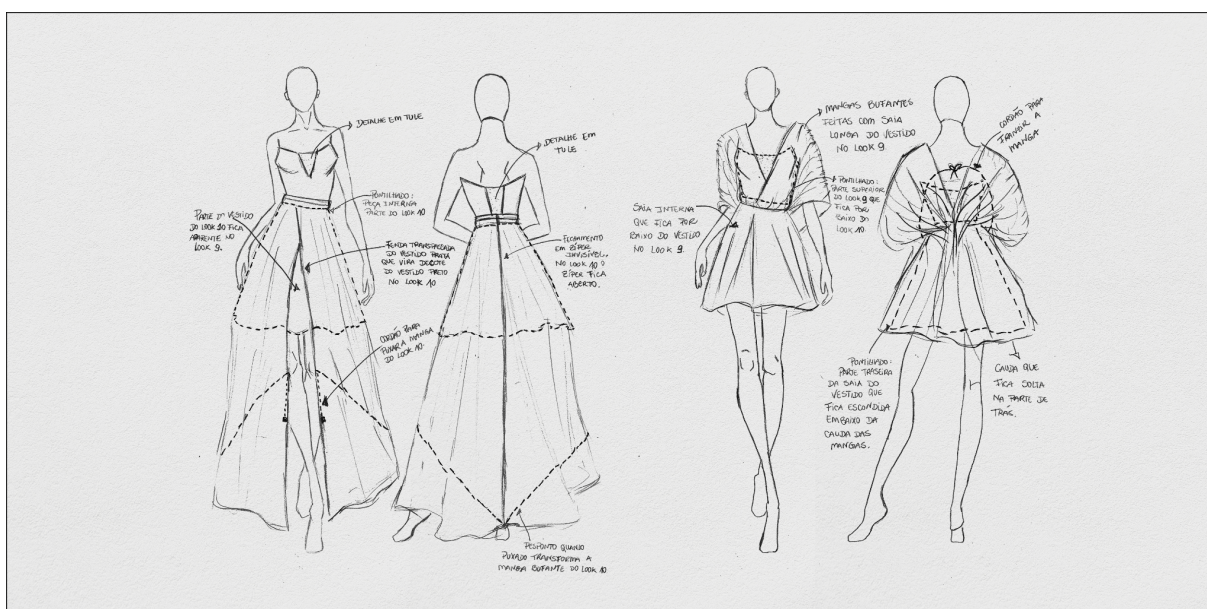 DETALHE EM TULE
PONTILHADO:
PEÇA INTERNA
PARTE DO LOOK 10
PARTE DO VESTIDO
DO LOOK 10 FICA
APARENTE NO
LOOK 9.
FENDA TRANSPASSADA
DO VESTIDO PRATA
QUE VIRA DECOTE
DO VESTIDO PRETO
NO LOOK 10
CORDÃO PARA
PUXAR A MANGA
DO LOOK 10.
DETALHE EM
TULE
FECHAMENTO
EM ZÍPER
INVISÍVEL,
NO LOOK 10 O
ZÍPER FICA
ABERTO.
PESPONTO QUANDO
PUXADO TRANSFORMA A
MANGA BUFANTE DO LOOK 10
MANGAS BUFANTES
FEITAS COM SAIA
LONGA DO VESTIDO
NO LOOK 9
PONTILHADO:
PARTE SUPERIOR
DO LOOK 9 QUE
FICA POR
BAIXO DO
LOOK 10
SAIA INTERNA
QUE FICA POR
BAIXO DO VESTIDO
NO LOOK 9.
CORDÃO PARA
FRANZIR A
MANGA
PONTILHADO:
PARTE TRASEIRA
DA SAIA DO
VESTIDO QUE
FICA ESCONDIDA
EMBAIXO DA
CAUDA DAS
MANGAS.
CAUDA QUE
FICA SOLTA
NA PARTE DE
TRÁS.